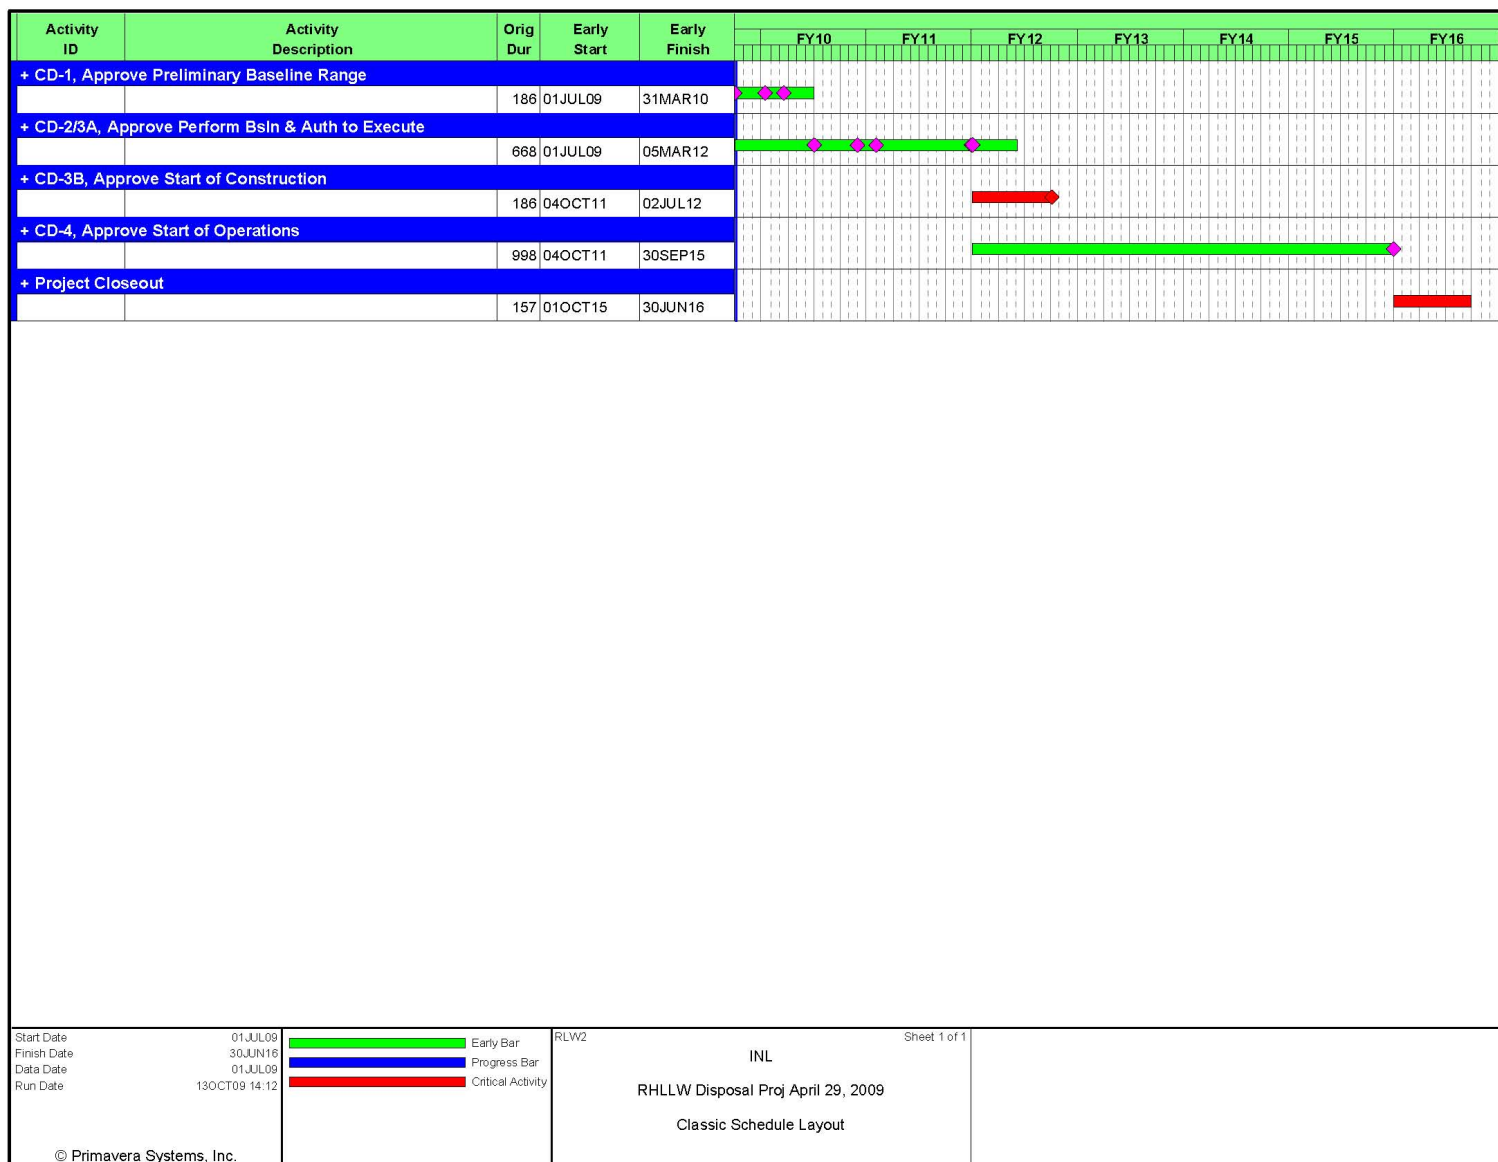 Activity ID Activity Description Orig Dur Early Start Early Finish
FY10 FY11 FY12 FY13 FY14 FY15 FY16
+ CD-1, Approve Preliminary Baseline Range
186 01JUL09 31MAR10
+ CD-2/3A, Approve Perform Bsln & Auth to Execute
668 01JUL09 05MAR12
+ CD-3B, Approve Start of Construction
186 04OCT11 02JUL12
+ CD-4, Approve Start of Operations
998 04OCT11 30SEP15
+ Project Closeout
157 01OCT15 30JUN16
Start Date 01JUL09
Finish Date 30JUN16
Data Date 01JUL09
Run Date 13OCT09 14:12
© Primavera Systems, Inc.
Early Bar
Progress Bar
Critical Activity
RLW2 Sheet 1 of 1
INL
RHLLW Disposal Proj April 29, 2009
Classic Schedule Layout